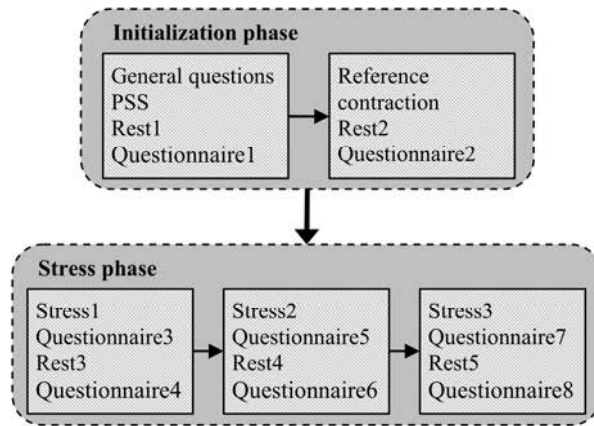 Initialization phase
General questions
PSS
Rest1
Questionnaire1
Reference
contraction
Rest2
Questionnaire2
Stress phase
Stress1
Questionnaire3
Rest3
Questionnaire4
Stress2
Questionnaire5
Rest4
Questionnaire6
Stress3
Questionnaire7
Rest5
Questionnaire8